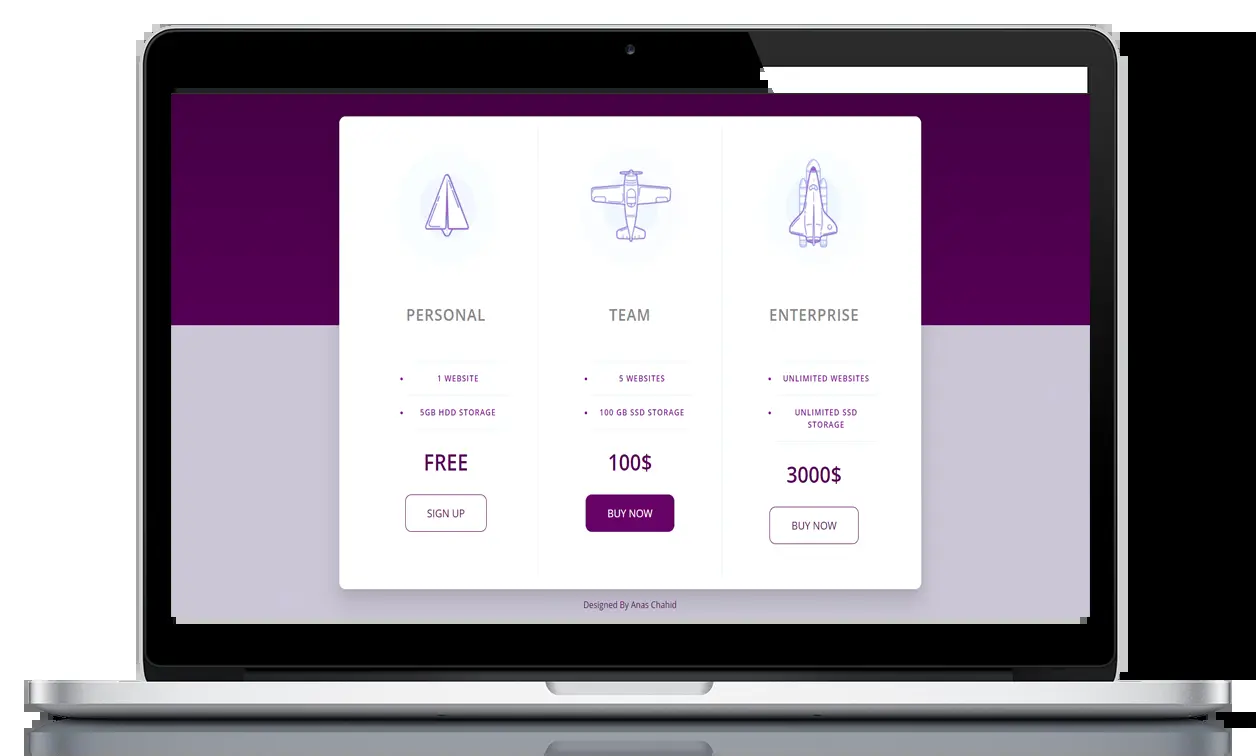 PERSONAL
• 1 WEBSITE
• 5GB HDD STORAGE
FREE
SIGN UP
TEAM
• 5 WEBSITES
• 100 GB SSD STORAGE
100$
BUY NOW
ENTERPRISE
• UNLIMITED WEBSITES
• UNLIMITED SSD
STORAGE
3000$
BUY NOW
Designed By Anas Chahid